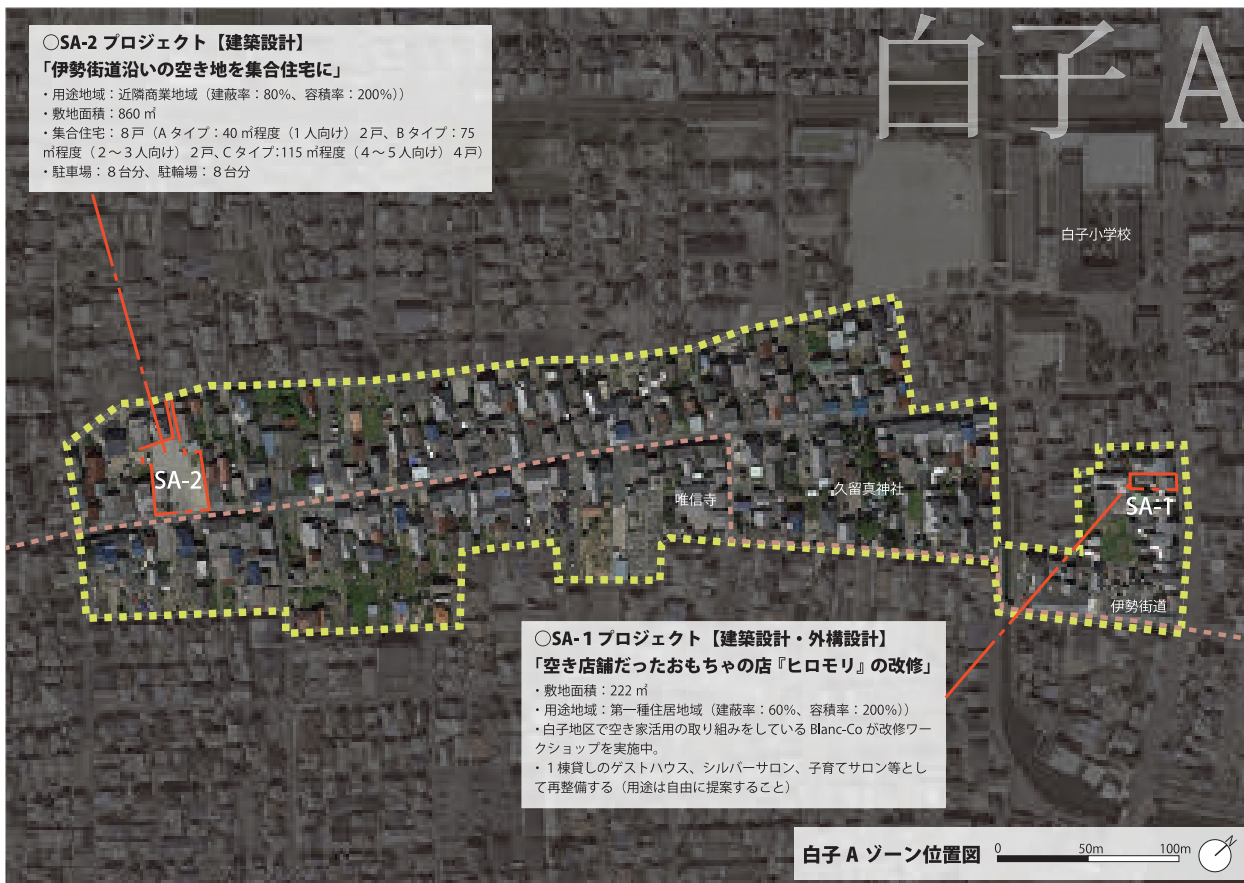 白子 A
○SA-2 プロジェクト【建築設計】
「伊勢街道沿いの空き地を集合住宅に」
・用途地域：近隣商業地域（建蔽率：80%、容積率：200%））
・敷地面積：860 ㎡
・集合住宅：８戸（A タイプ：40 ㎡程度（1 人向け）２戸、B タイプ：75
㎡程度（２～３人向け）２戸、C タイプ：115 ㎡程度（４～５人向け）４戸）
・駐車場：８台分、駐輪場：８台分
白子小学校
SA-2
唯信寺
久留真神社
SA-1
伊勢街道
○SA-1 プロジェクト【建築設計・外構設計】
「空き店舗だったおもちゃの店『ヒロモリ』の改修」
・敷地面積：222 ㎡
・用途地域：第一種住居地域（建蔽率：60%、容積率：200%））
・白子地区で空き家活用の取り組みをしている Blanc-Co が改修ワー
クショップを実施中。
・１棟貸しのゲストハウス、シルバーサロン、子育てサロン等とし
て再整備する（用途は自由に提案すること）
白子 A ゾーン位置図 0 50m 100m